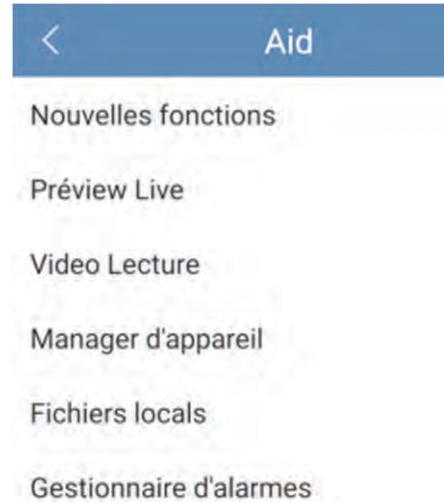 Aid
Nouvelles fonctions
Préview Live
Video Lecture
Manager d'appareil
Fichiers locals
Gestionnaire d'alarmes